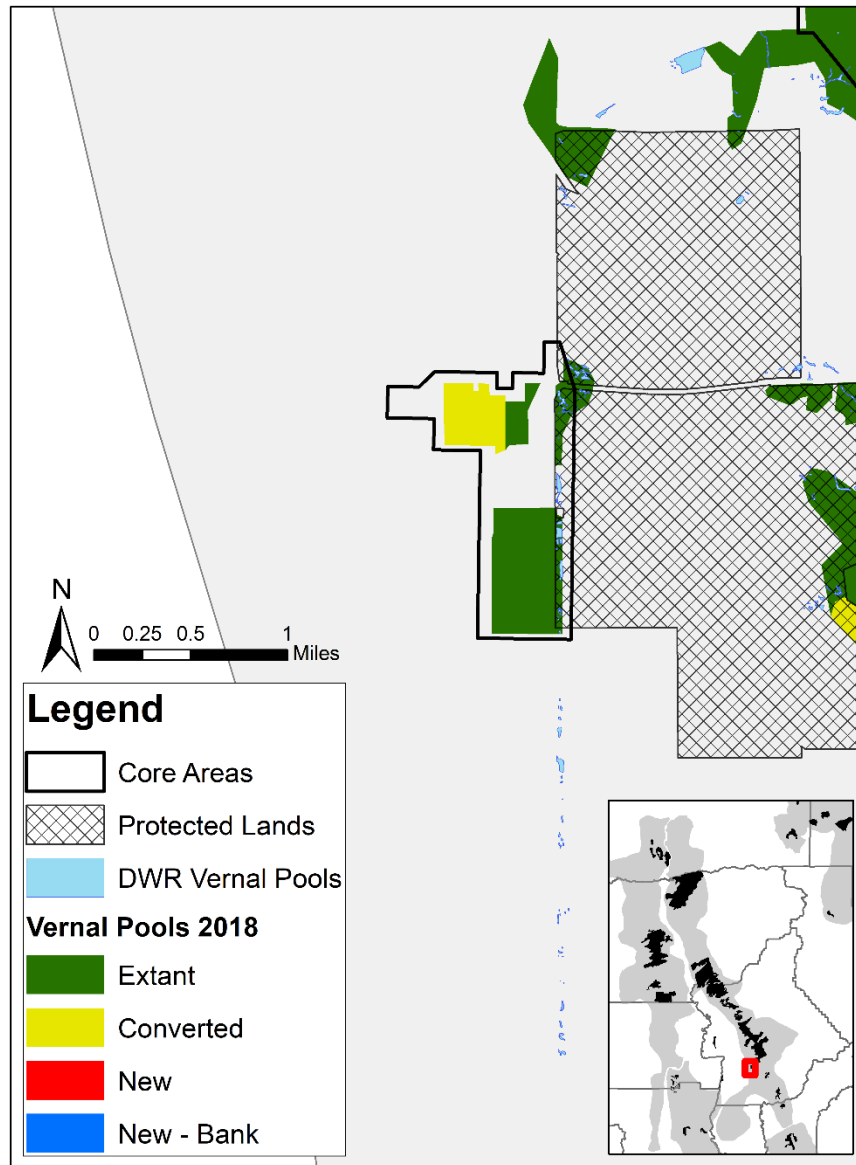 N
0 0.25 0.5 1
Miles
Legend
Core Areas
Protected Lands
DWR Vernal Pools
Vernal Pools 2018
Extant
Converted
New
New - Bank